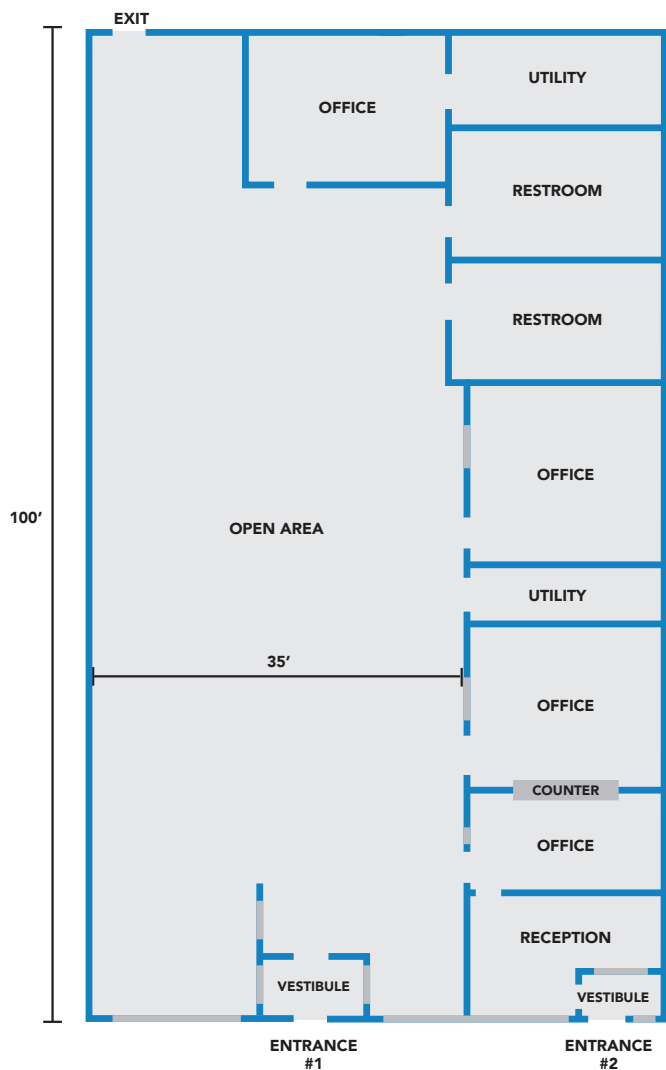 EXIT
UTILITY
OFFICE
RESTROOM
RESTROOM
OFFICE
100’
OPEN AREA
UTILITY
35’
OFFICE
COUNTER
OFFICE
RECEPTION
VESTIBULE
VESTIBULE
ENTRANCE
#1
ENTRANCE
#2